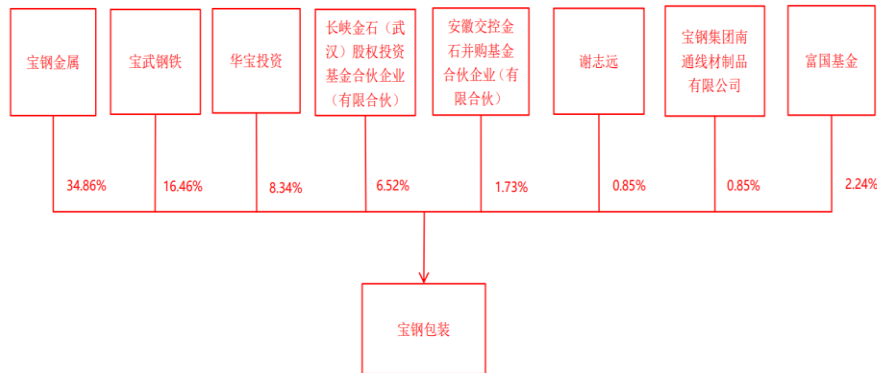 宝钢金属
宝武钢铁
华宝投资
长峡金石（武
汉）股权投资
基金合伙企业
（有限合伙）
安徽交控金
石并购基金
合伙企业（有
限合伙）
谢志远
宝钢集团南
通线材制品
有限公司
富国基金
34.86%
16.46%
8.34%
6.52%
1.73%
0.85%
0.85%
2.24%
宝钢包装